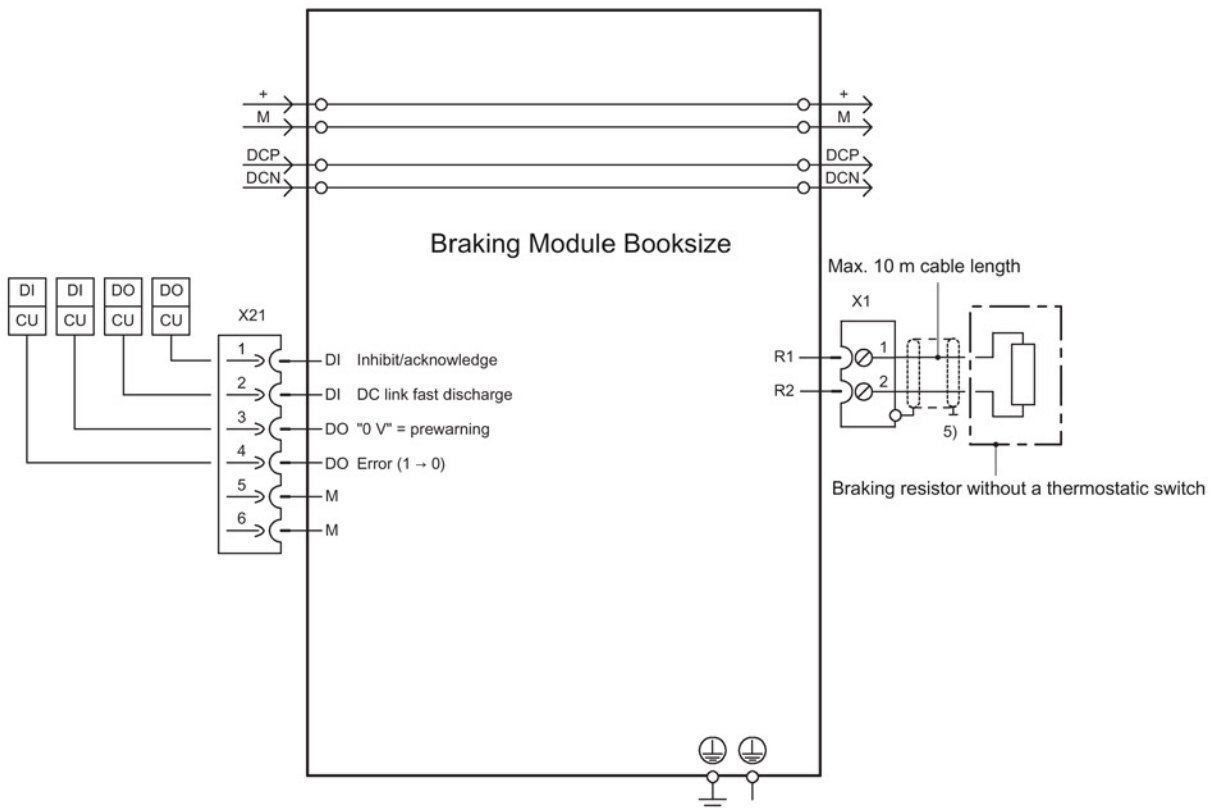 +
M
DCP
DCN
+
M
DCP
DCN
Braking Module Booksize
DI DI DO DO
CU CU CU CU
X21
1 DI Inhibit/acknowledge
2 DI DC link fast discharge
3 DO "0 V" = prewarning
4 DO Error (1 → 0)
5 M
6 M
Max. 10 m cable length
X1
R1 1
R2 2
5)
Braking resistor without a thermostatic switch